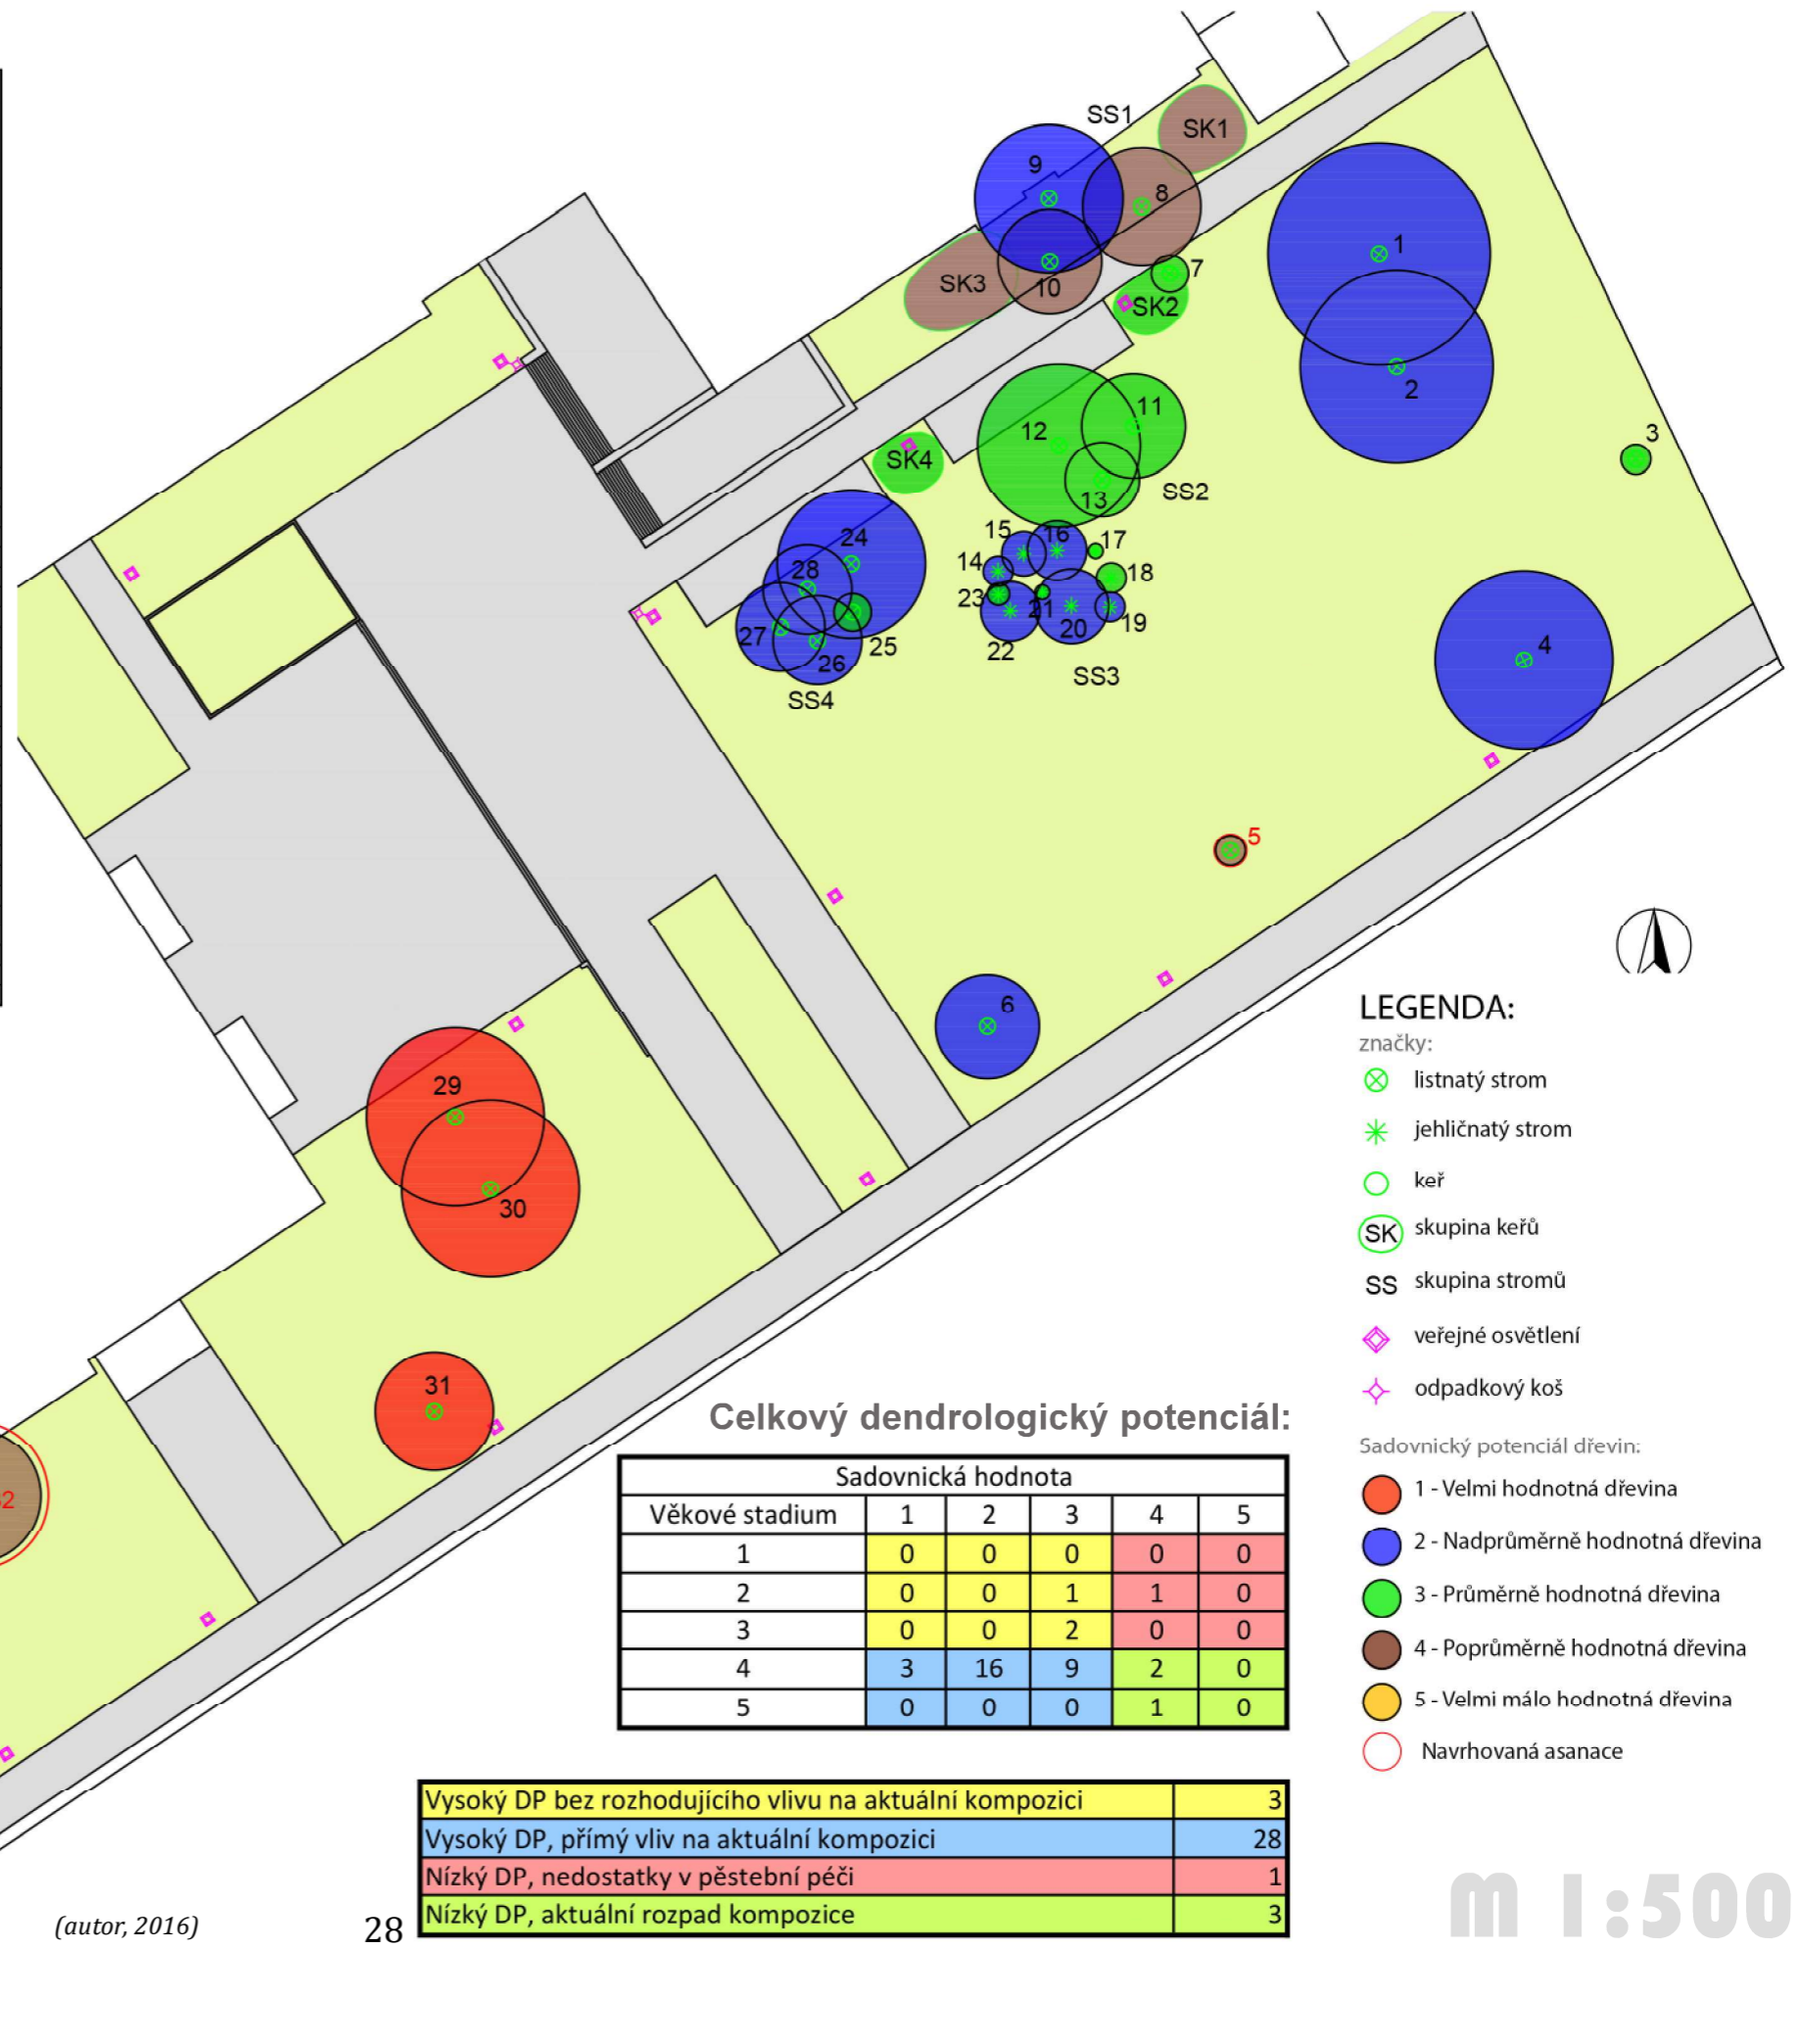 SS1
SK1
9
8
1
7
SK3
10
SK2
2
11
12
3
SK4
13
SS2
24
15
16
17
14
18
28
23
21
19
27
25
20
22
26
4
SS3
SS4
5
6
29
30
31
2
LEGENDA:
značky:
listnatý strom
jehličnatý strom
keř
SK skupina keřů
SS skupina stromů
veřejné osvětlení
odpadkový koš
Sadovnický potenciál dřevin:
1 - Velmi hodnotná dřevina
2 - Nadprůměrně hodnotná dřevina
3 - Průměrně hodnotná dřevina
4 - Poprůměrně hodnotná dřevina
5 - Velmi málo hodnotná dřevina
Navrhovaná asanace
Celkový dendrologický potenciál:
Sadovnická hodnota
Věkové stadium 1 2 3 4 5
1 0 0 0 0 0
2 0 0 1 1 0
3 0 0 2 0 0
4 3 16 9 2 0
5 0 0 0 1 0
Vysoký DP bez rozhodujícího vlivu na aktuální kompozici 3
Vysoký DP, přímý vliv na aktuální kompozici 28
Nízký DP, nedostatky v pěstební péči 1
Nízký DP, aktuální rozpad kompozice 3
(autor, 2016)
28
m 1:500